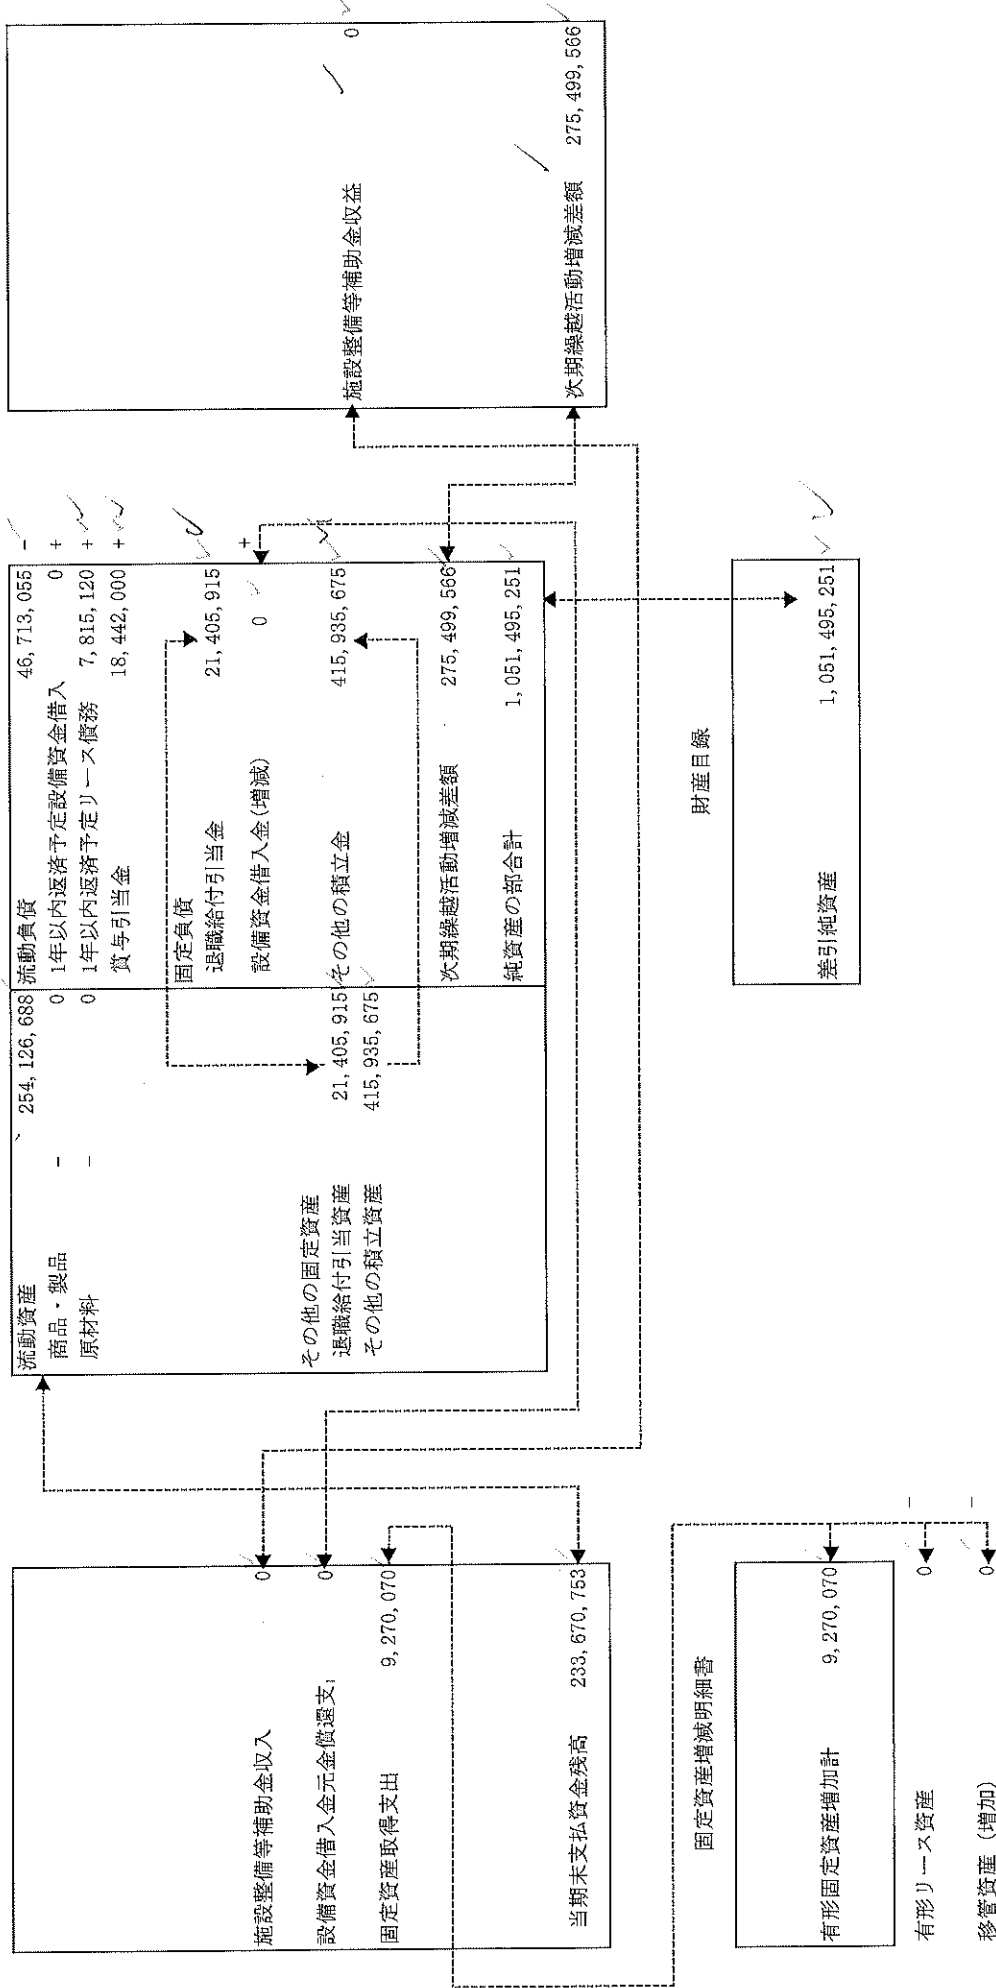 施設整備等補助金収入 0
設備資金借入金元金償還支 0
固定資産取得支出 9,270,070
当期末支払資金残高 233,670,753
固定資産増減明細書
有形固定資産増加計 9,270,070
有形リース資産 0 -
移管資産(増加) 0 -
流動資産 254,126,688
商品・製品 - 0
原材料 - 0
その他の固定資産
退職給付引当資産 21,405,915
その他の積立資産 415,935,675
流動負債 46,713,055 -
1年以内返済予定設備資金借入 0 +
1年以内返済予定リース債務 7,815,120 +
賞与引当金 18,442,000 +
固定負債
退職給付引当金 21,405,915
設備資金借入金(増減) 0 +
その他の積立金 415,935,675
次期繰越活動増減差額 275,499,566
純資産の部合計 1,051,495,251
財産目録
差引純資産 1,051,495,251
施設整備等補助金収益 0
次期繰越活動増減差額 275,499,566